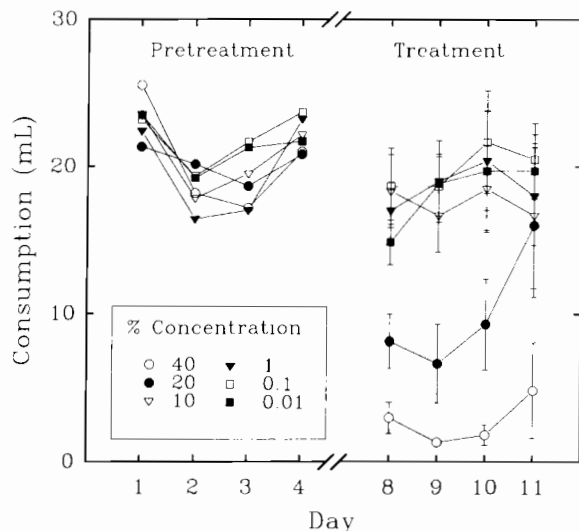 30
Pretreatment
Treatment
20
Consumption (mL)
10
% Concentration
40
1
20
0.1
10
0.01
0
1 2 3 4 8 9 10 11
Day